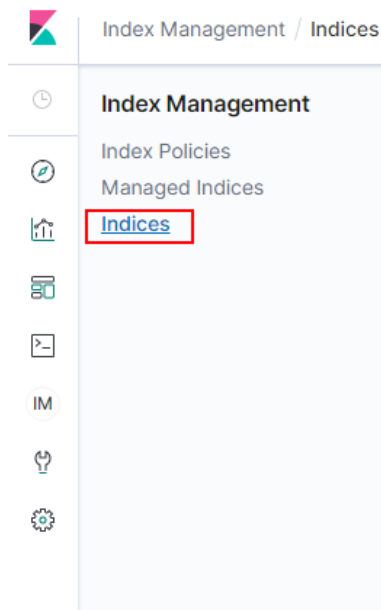 Index Management / Indices
Index Management
Index Policies
Managed Indices
Indices
IM